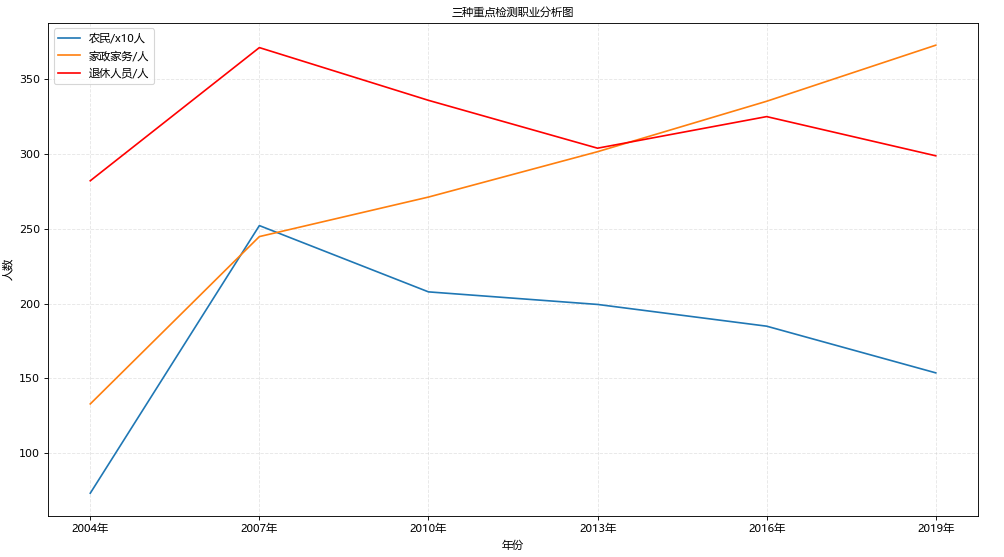 三种重点检测职业分析图
农民/x10人
家政家务/人
退休人员/人
350
300
250
200
150
100
人数
2004年
2007年
2010年
2013年
2016年
2019年
年份